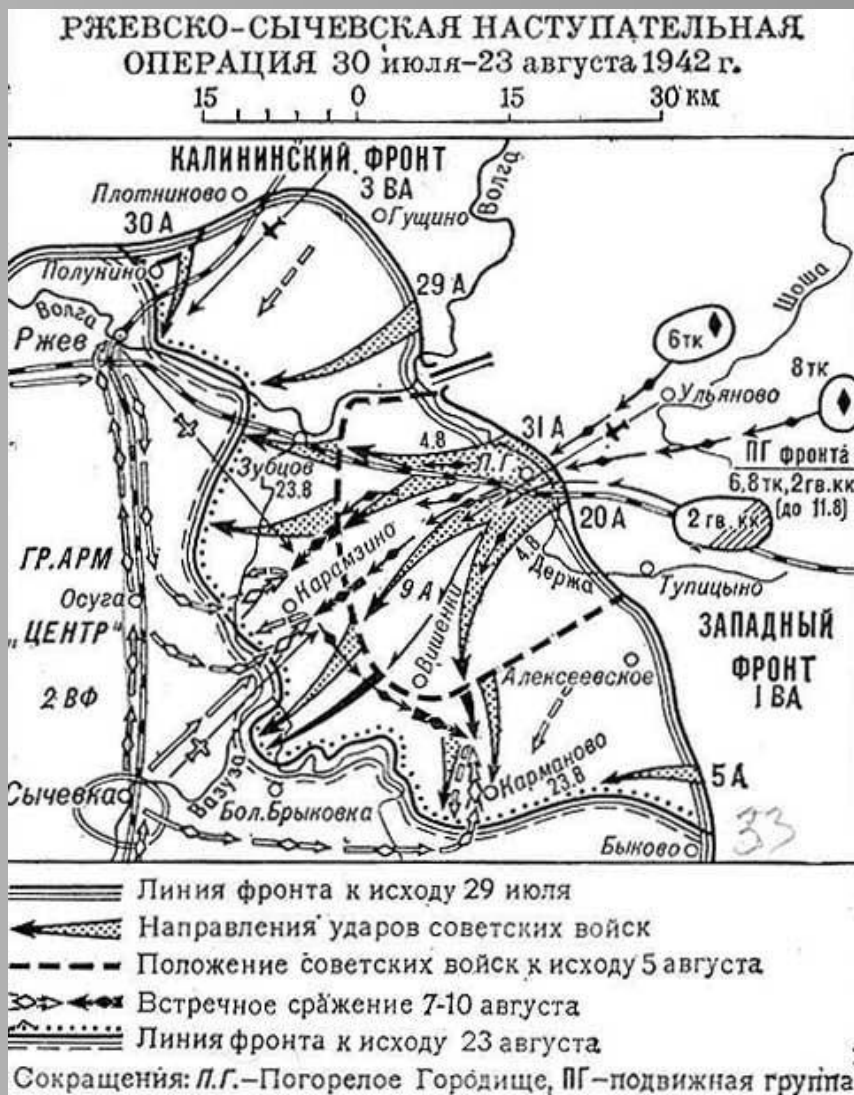 РЖЕВСКО-СЫЧЕВСКАЯ НАСТУПАТЕЛЬНАЯ
ОПЕРАЦИЯ 30 июля-23 августа 1942 г.
15 0 15 30 км
КАЛИНИНСКИЙ ФРОНТ
3 ВА
Плотниково
Гущино
Волга
30 А
Полунино
29 А
Волга
Ржев
Шоша
6тк
8тк
Ульяново
31 А
4.8
П.Г.
ПГ фронта
6,8тк,2гв.кк
(до 11.8)
Зубцов
23.8
20 А
2 гв. кк
4.8
Держа
Тупицыно
ГР.АРМ
"ЦЕНТР"
Осуга
Карамзино
9 А
Вишенки
ЗАПАДНЫЙ
ФРОНТ
1 ВА
Алексеевское
2 ВФ
Сычевка
Вазуза
Бол.Брыковка
Карманово
23.8
5 А
Быково
33
Линия фронта к исходу 29 июля
Направления ударов советских войск
Положение советских войск к исходу 5 августа
Встречное сражение 7-10 августа
Линия фронта к исходу 23 августа
Сокращения: П.Г.-Погорелое Городище, ПГ-подвижная группа